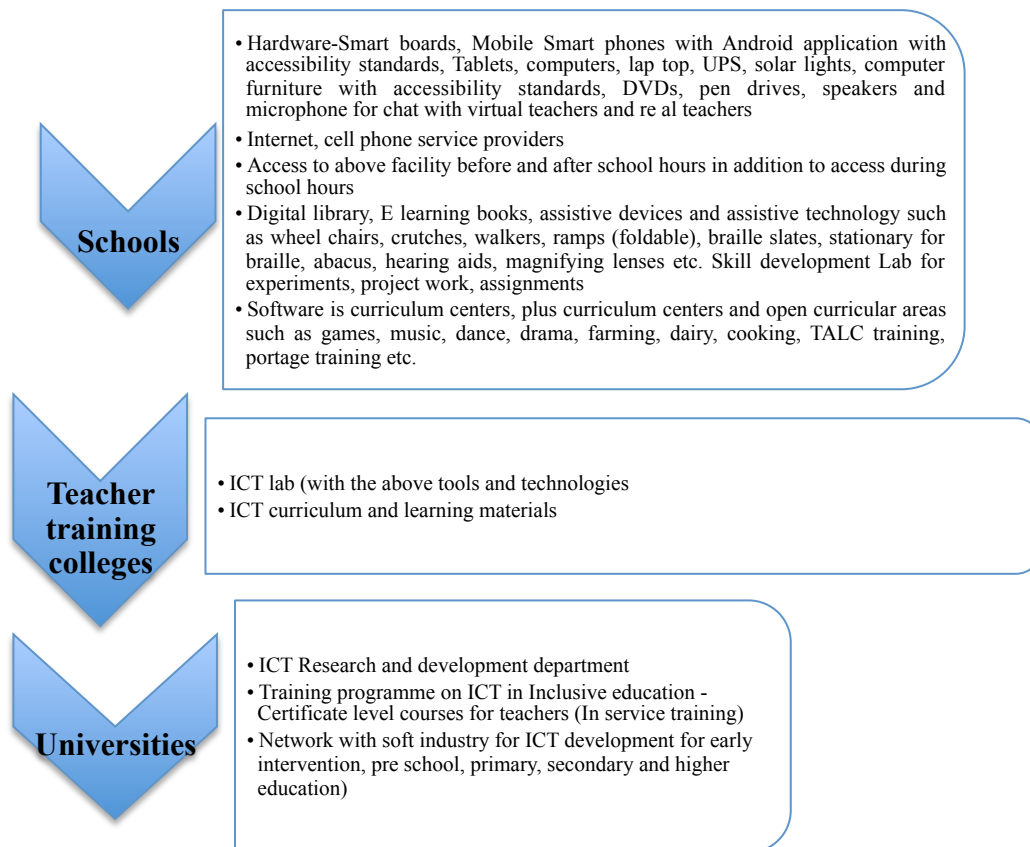 Schools
• Hardware-Smart boards, Mobile Smart phones with Android application with
accessibility standards, Tablets, computers, lap top, UPS, solar lights, computer
furniture with accessibility standards, DVDs, pen drives, speakers and
microphone for chat with virtual teachers and re al teachers
• Internet, cell phone service providers
• Access to above facility before and after school hours in addition to access during
school hours
• Digital library, E learning books, assistive devices and assistive technology such
as wheel chairs, crutches, walkers, ramps (foldable), braille slates, stationary for
braille, abacus, hearing aids, magnifying lenses etc. Skill development Lab for
experiments, project work, assignments
• Software is curriculum centers, plus curriculum centers and open curricular areas
such as games, music, dance, drama, farming, dairy, cooking, TALC training,
portage training etc.
Teacher
training
colleges
• ICT lab (with the above tools and technologies
• ICT curriculum and learning materials
Universities
• ICT Research and development department
• Training programme on ICT in Inclusive education -
Certificate level courses for teachers (In service training)
• Network with soft industry for ICT development for early
intervention, pre school, primary, secondary and higher
education)